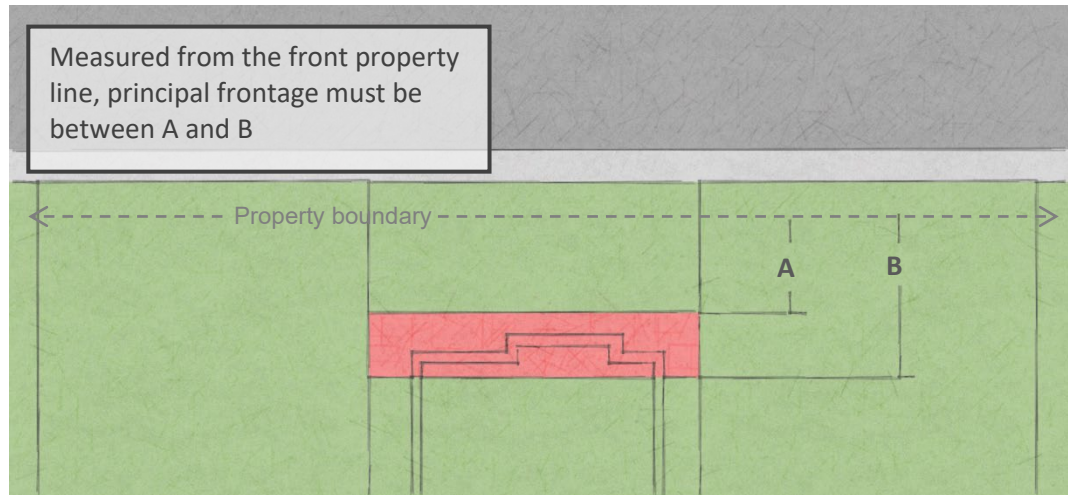 Measured from the front property
line, principal frontage must be
between A and B
Property boundary
A
B